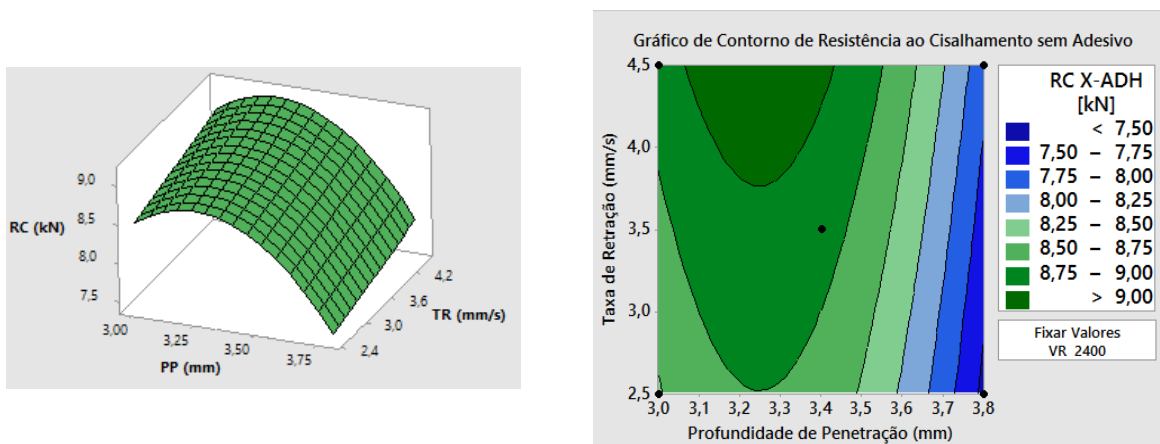 9,0
8,5
8,0
7,5
RC (kN)
3,00
3,25
3,50
3,75
PP (mm)
2,4
3,0
3,6
4,2
TR (mm/s)
Gráfico de Contorno de Resistência ao Cisalhamento sem Adesivo
Taxa de Retração (mm/s)
4,5
4,0
3,5
3,0
2,5
3,0 3,1 3,2 3,3 3,4 3,5 3,6 3,7 3,8
Profundidade de Penetração (mm)
RC X-ADH
[kN]
< 7,50
7,50 – 7,75
7,75 – 8,00
8,00 – 8,25
8,25 – 8,50
8,50 – 8,75
8,75 – 9,00
> 9,00
Fixar Valores
VR 2400